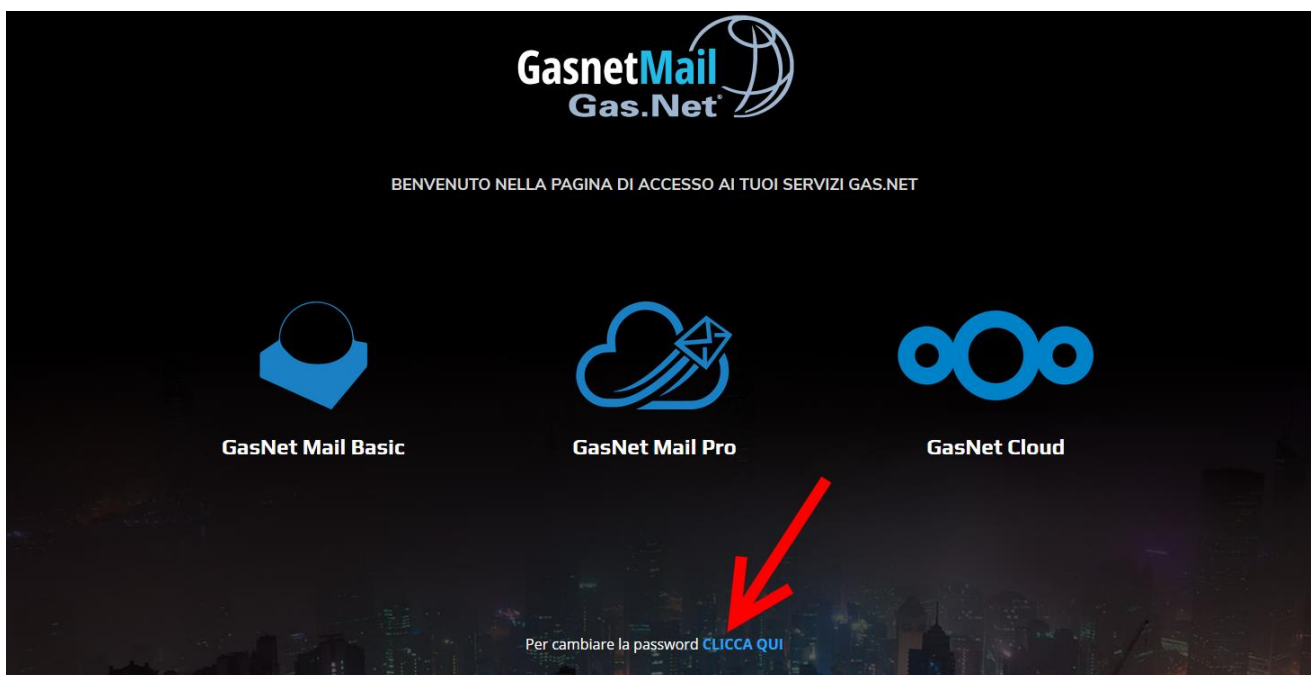 GasnetMail
Gas.Net®
BENVENUTO NELLA PAGINA DI ACCESSO AI TUOI SERVIZI GAS.NET
GasNet Mail Basic
GasNet Mail Pro
GasNet Cloud
Per cambiare la password CLICCA QUI